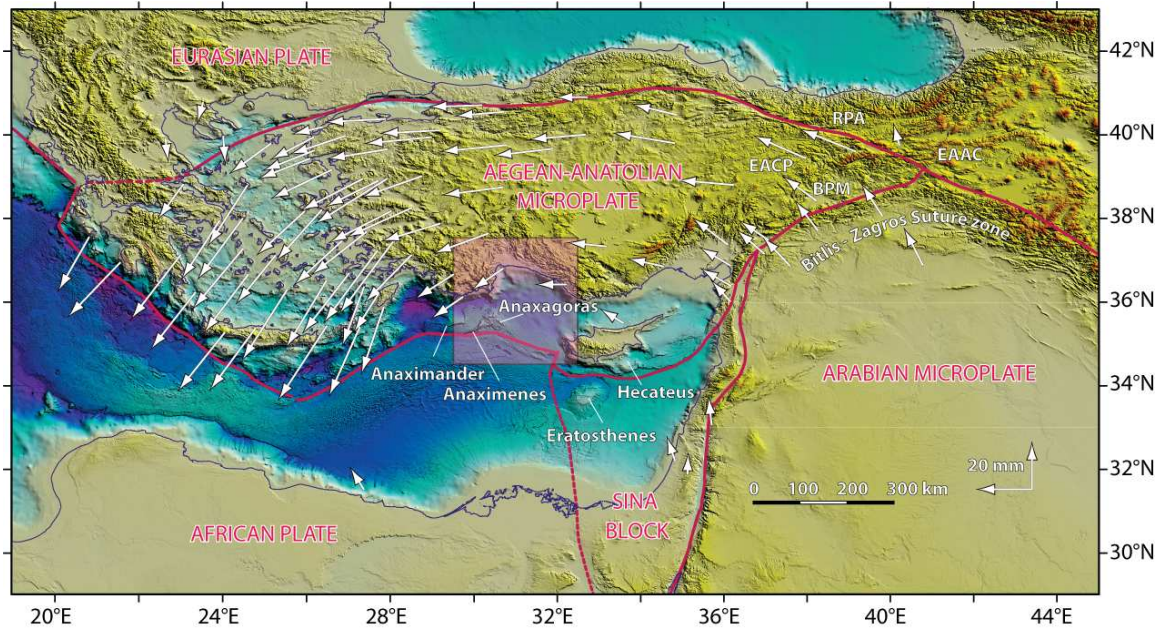 EURASIAN PLATE
42°N
RPA
40°N
EACP
EAAC
AEGEAN-ANATOLIAN
MICROPLATE
BPM
38°N
Bitlis - Zagros Suture zone
36°N
Anaxagoras
Anaximander
Anaximenes
Hecateus
ARABIAN MICROPLATE
34°N
Eratosthenes
20 mm
32°N
0 100 200 300 km
SINA
BLOCK
AFRICAN PLATE
30°N
20°E 24°E 28°E 32°E 36°E 40°E 44°E